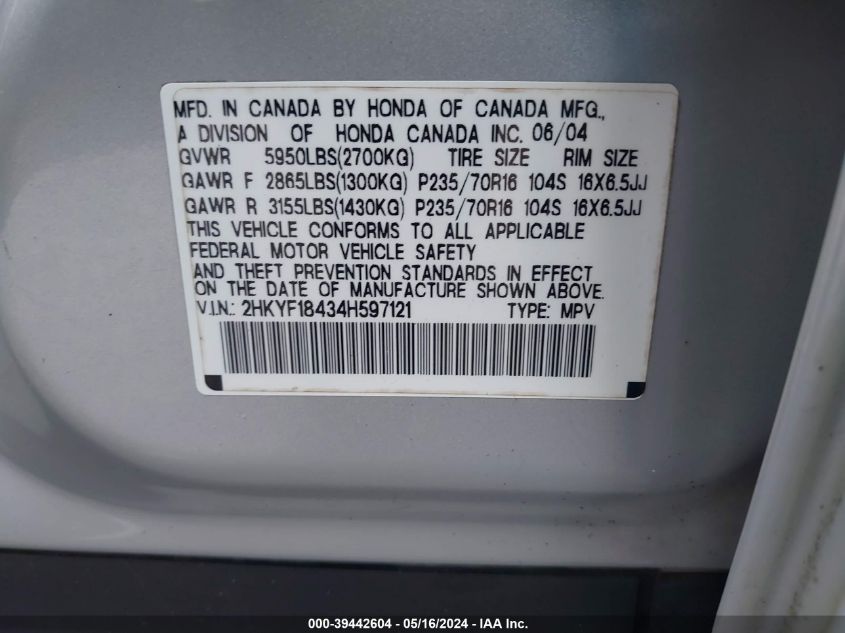 MFD. IN CANADA BY HONDA OF CANADA MFG.,
A DIVISION OF HONDA CANADA INC. 06/04
GVWR 5950LBS(2700KG) TIRE SIZE RIM SIZE
GAWR F 2865LBS(1300KG) P235/70R16 104S 16X6.5JJ
GAWR R 3155LBS(1430KG) P235/70R16 104S 16X6.5JJ
THIS VEHICLE CONFORMS TO ALL APPLICABLE
FEDERAL MOTOR VEHICLE SAFETY
AND THEFT PREVENTION STANDARDS IN EFFECT
ON THE DATE OF MANUFACTURE SHOWN ABOVE.
V.I.N.: 2HKYF18434H597121 TYPE: MPV
000-39442604 - 05/16/2024 - IAA Inc.